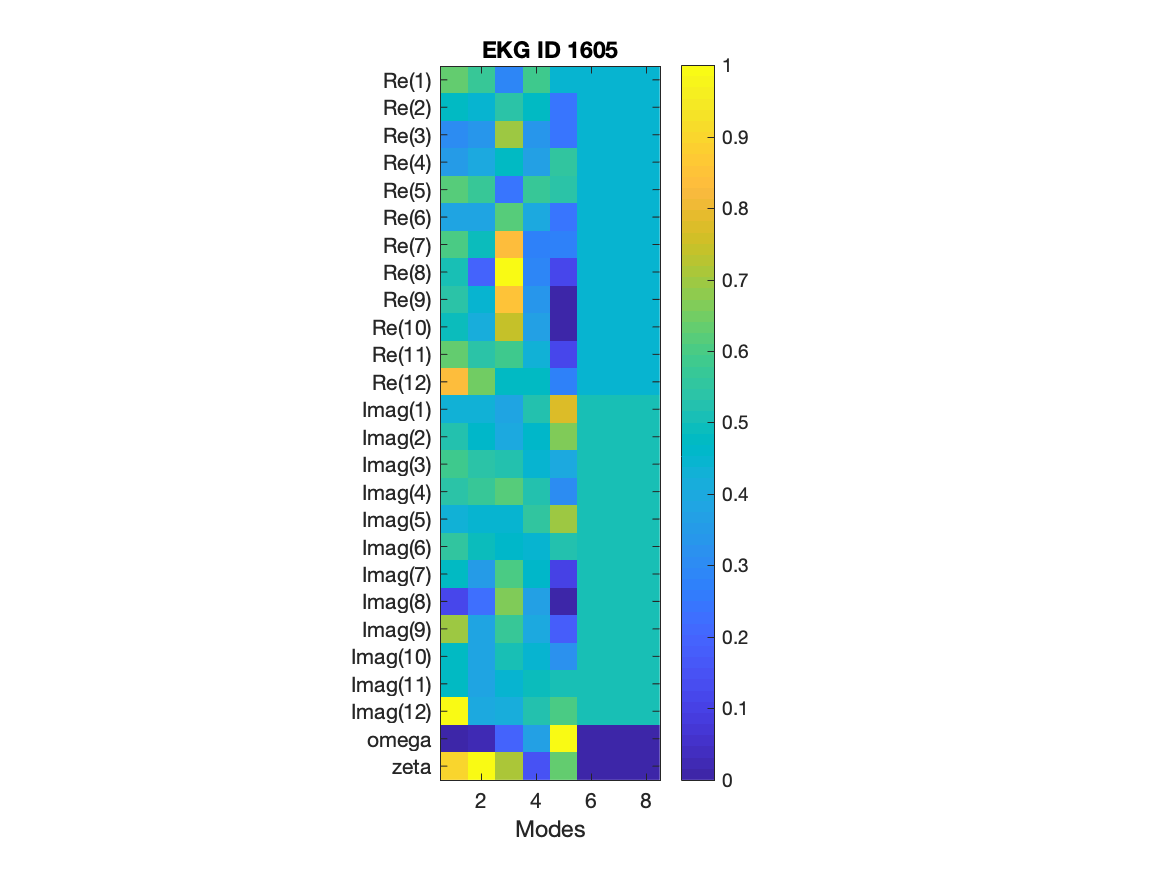 EKG ID 1605
Re(1)
Re(2)
Re(3)
Re(4)
Re(5)
Re(6)
Re(7)
Re(8)
Re(9)
Re(10)
Re(11)
Re(12)
Imag(1)
Imag(2)
Imag(3)
Imag(4)
Imag(5)
Imag(6)
Imag(7)
Imag(8)
Imag(9)
Imag(10)
Imag(11)
Imag(12)
omega
zeta
2 4 6 8
Modes
1
0.9
0.8
0.7
0.6
0.5
0.4
0.3
0.2
0.1
0